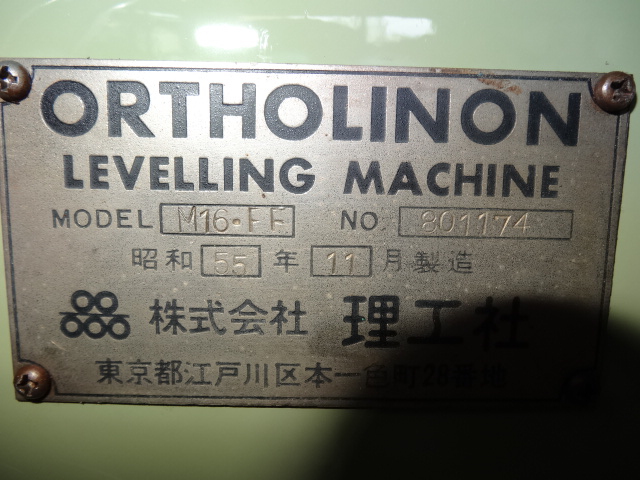 ORTHOLINON
LEVELLING MACHINE
MODEL M16・FF NO. 801174
昭和 55 年 11 月製造
株式会社 理工社
東京都江戸川区本一色町28番地